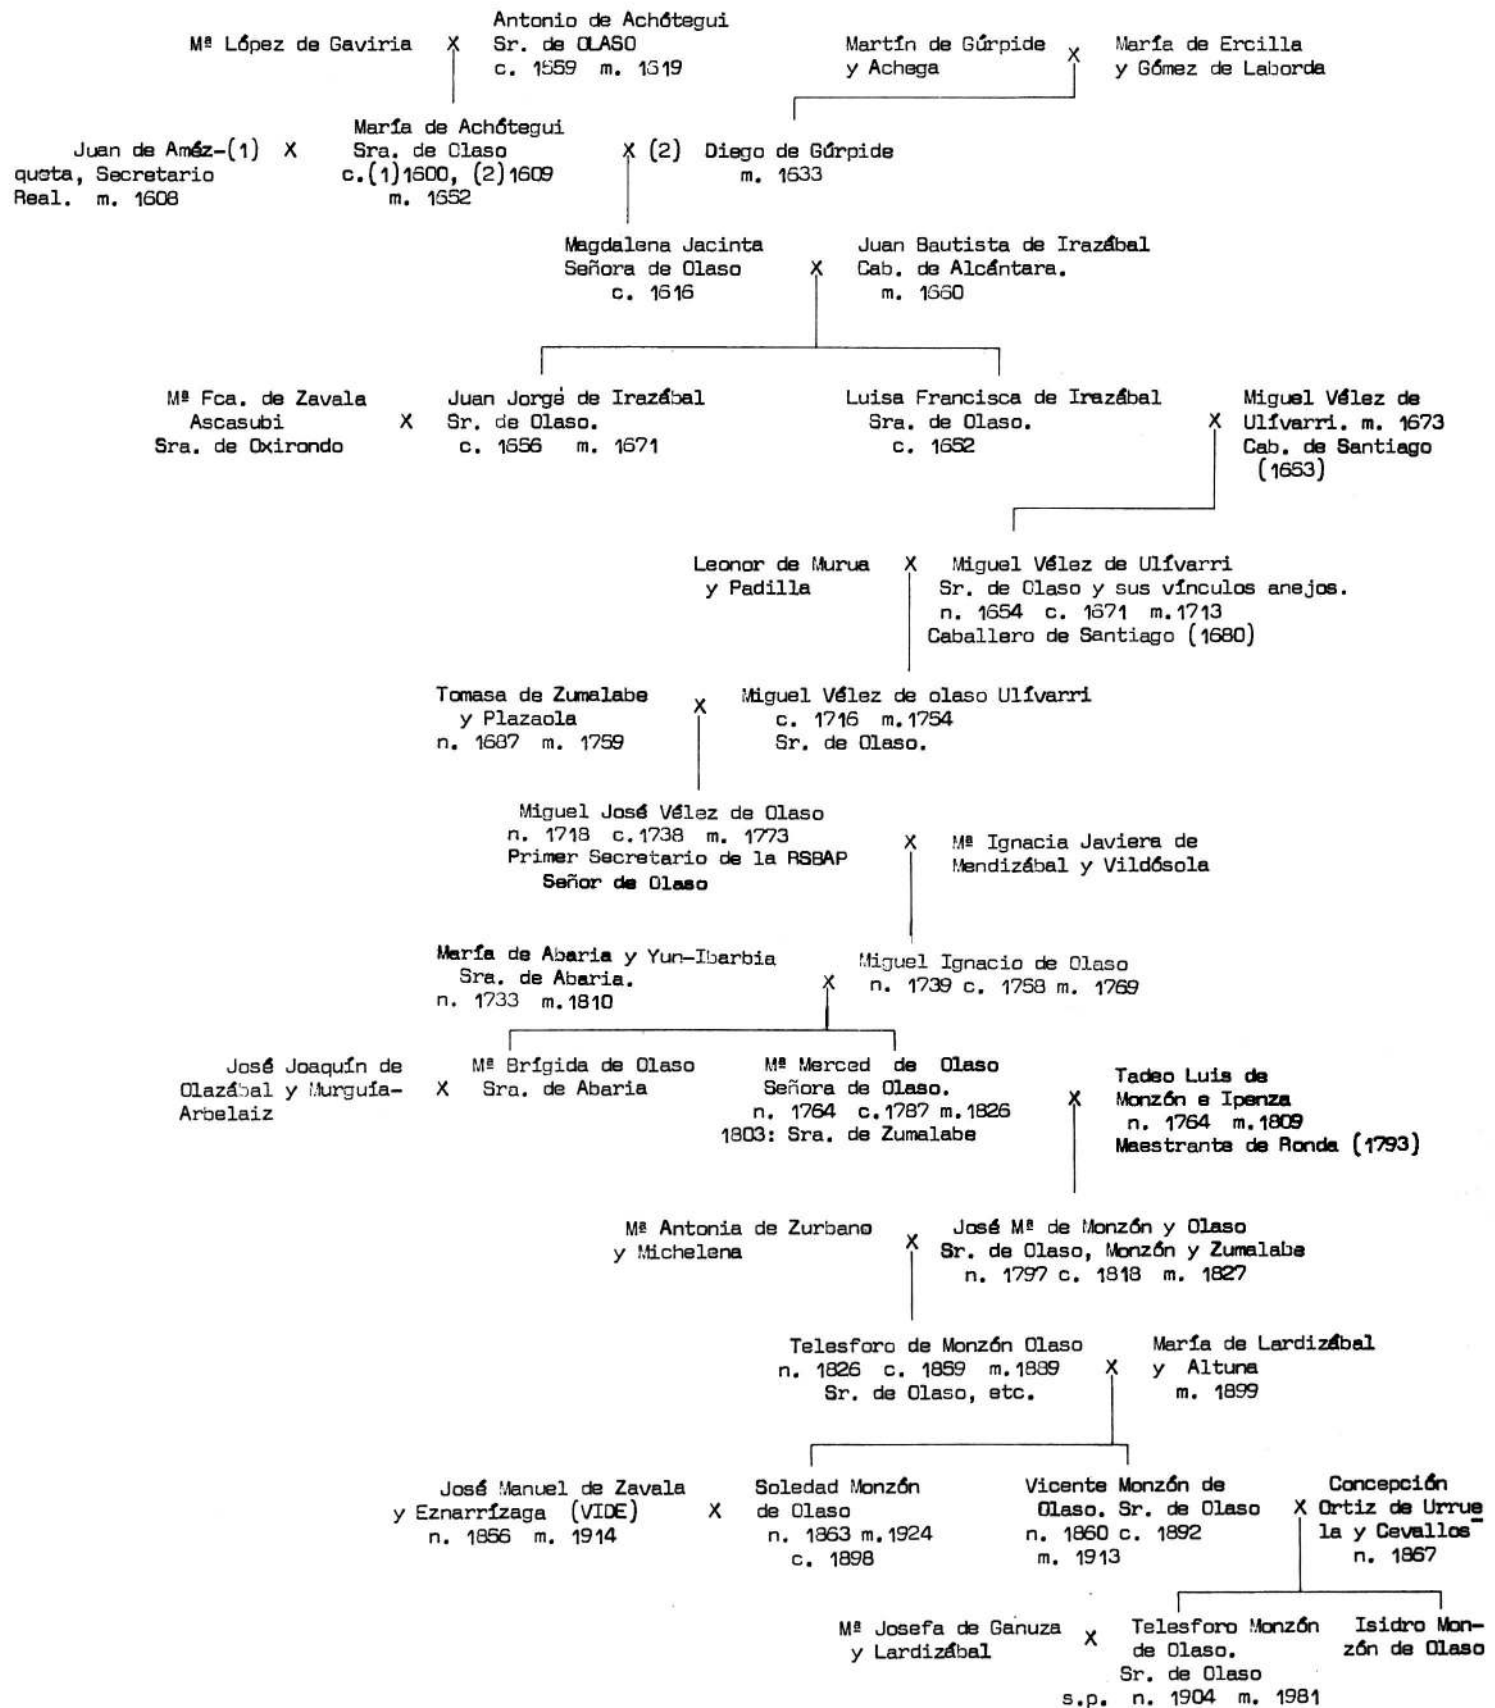 Mª López de Gaviria X
Antonio de Achótegui
Sr. de OLASO
c. 1559 m. 1619
Martín de Gúrpide
y Achega
X
María de Ercilla
y Gómez de Laborda
Juan de Améz-(1) X
queta, Secretario
Real. m. 1608
María de Achótegui
Sra. de Olaso
c.(1)1600, (2)1609
m. 1652
X (2) Diego de Gúrpide
m. 1633
Magdalena Jacinta
Señora de Olaso
c. 1616
X
Juan Bautista de Irazábal
Cab. de Alcántara.
m. 1660
Mª Fca. de Zavala
Ascasubi
Sra. de Oxirondo
X
Juan Jorge de Irazábal
Sr. de Olaso.
c. 1656 m. 1671
Luisa Francisca de Irazábal
Sra. de Olaso.
c. 1652
X
Miguel Vélez de
Ulívarri. m. 1673
Cab. de Santiago
(1653)
Leonor de Murua
y Padilla
X
Miguel Vélez de Ulívarri
Sr. de Olaso y sus vínculos anejos.
n. 1654 c. 1671 m.1713
Caballero de Santiago (1680)
Tomasa de Zumalabe
y Plazaola
n. 1687 m. 1759
X
Miguel Vélez de olaso Ulívarri
c. 1716 m.1754
Sr. de Olaso.
Miguel José Vélez de Olaso
n. 1718 c.1738 m. 1773
Primer Secretario de la RSBAP
Señor de Olaso
X
Mª Ignacia Javiera de
Mendizábal y Vildósola
María de Abaria y Yun-Ibarbia
Sra. de Abaria.
n. 1733 m.1810
X
Miguel Ignacio de Olaso
n. 1739 c. 1758 m. 1769
José Joaquín de
Olazábal y Murguía-
Arbelaiz
X
Mª Brígida de Olaso
Sra. de Abaria
Mª Merced de Olaso
Señora de Olaso.
n. 1764 c.1787 m.1826
1803: Sra. de Zumalabe
X
Tadeo Luis de
Monzón e Ipenza
n. 1764 m.1809
Maestrante de Ronda (1793)
Mª Antonia de Zurbano
y Michelena
X
José Mª de Monzón y Olaso
Sr. de Olaso, Monzón y Zumalabe
n. 1797 c. 1818 m. 1827
Telesforo de Monzón Olaso
n. 1826 c. 1859 m.1889
Sr. de Olaso, etc.
X
María de Lardizábal
y Altuna
m. 1899
José Manuel de Zavala
y Eznarrízaga (VIDE)
n. 1856 m. 1914
X
Soledad Monzón
de Olaso
n. 1863 m.1924
c. 1898
Vicente Monzón de
Olaso. Sr. de Olaso
n. 1860 c. 1892
m. 1913
X
Concepción
Ortiz de Urrue-
la y Cevallos
n. 1867
Mª Josefa de Ganuza
y Lardizábal
X
Telesforo Monzón
de Olaso.
Sr. de Olaso
s.p. n. 1904 m. 1981
Isidro Mon-
zón de Olaso